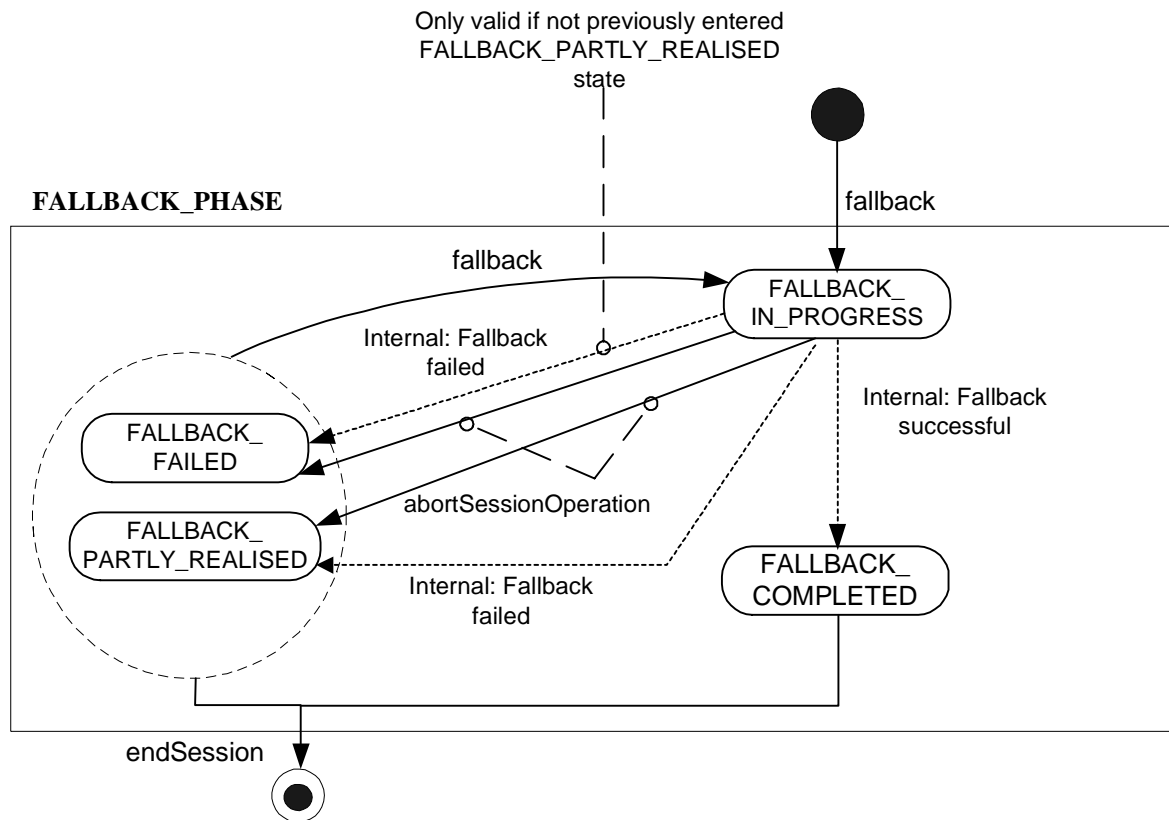 Only valid if not previously entered
FALLBACK_PARTLY_REALISED
state
FALLBACK_PHASE
fallback
fallback
FALLBACK_
IN_PROGRESS
Internal: Fallback
failed
Internal: Fallback
successful
FALLBACK_
FAILED
abortSessionOperation
FALLBACK_
PARTLY_REALISED
Internal: Fallback
failed
FALLBACK_
COMPLETED
endSession